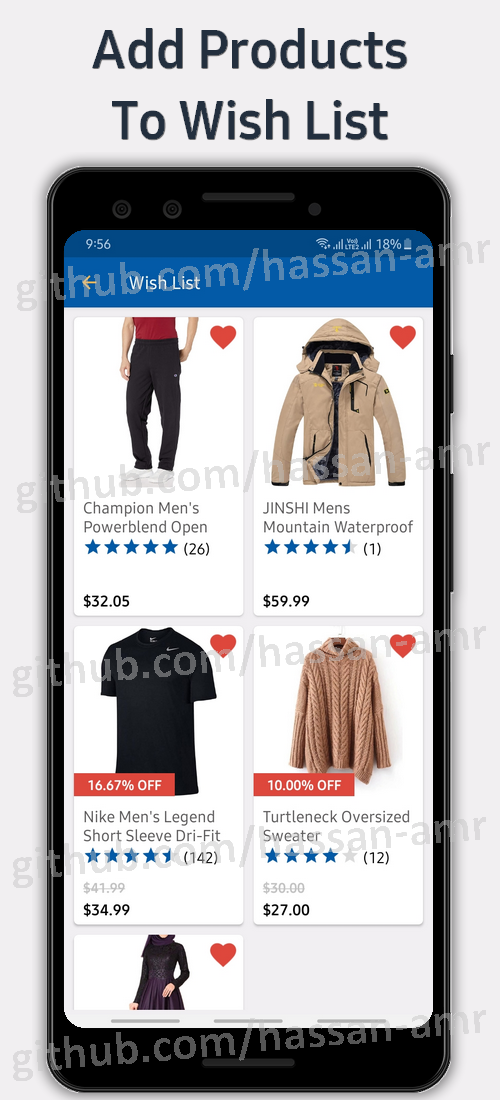 Add Products
To Wish List
9:56
Vo))
LTE2
18%
github.com/hassan-amr
Wish List
github.com/hassan-amr
Champion Men's
Powerblend Open
(26)
$32.05
JINSHI Mens
Mountain Waterproof
(1)
$59.99
github.com/hassan-amr
16.67% OFF
Nike Men's Legend
Short Sleeve Dri-Fit
(142)
$41.99
$34.99
10.00% OFF
Turtleneck Oversized
Sweater
(12)
$30.00
$27.00
github.com/hassan-amr
github.com/hassan-amr